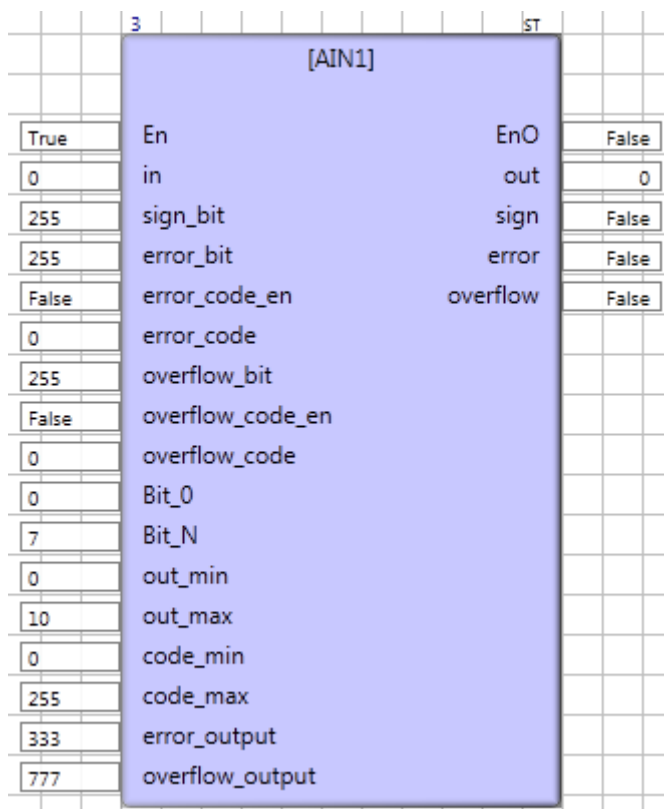 3 ST
[AIN1]
True En EnO False
0 in out 0
255 sign_bit sign False
255 error_bit error False
False error_code_en overflow False
0 error_code
255 overflow_bit
False overflow_code_en
0 overflow_code
0 Bit_0
7 Bit_N
0 out_min
10 out_max
0 code_min
255 code_max
333 error_output
777 overflow_output